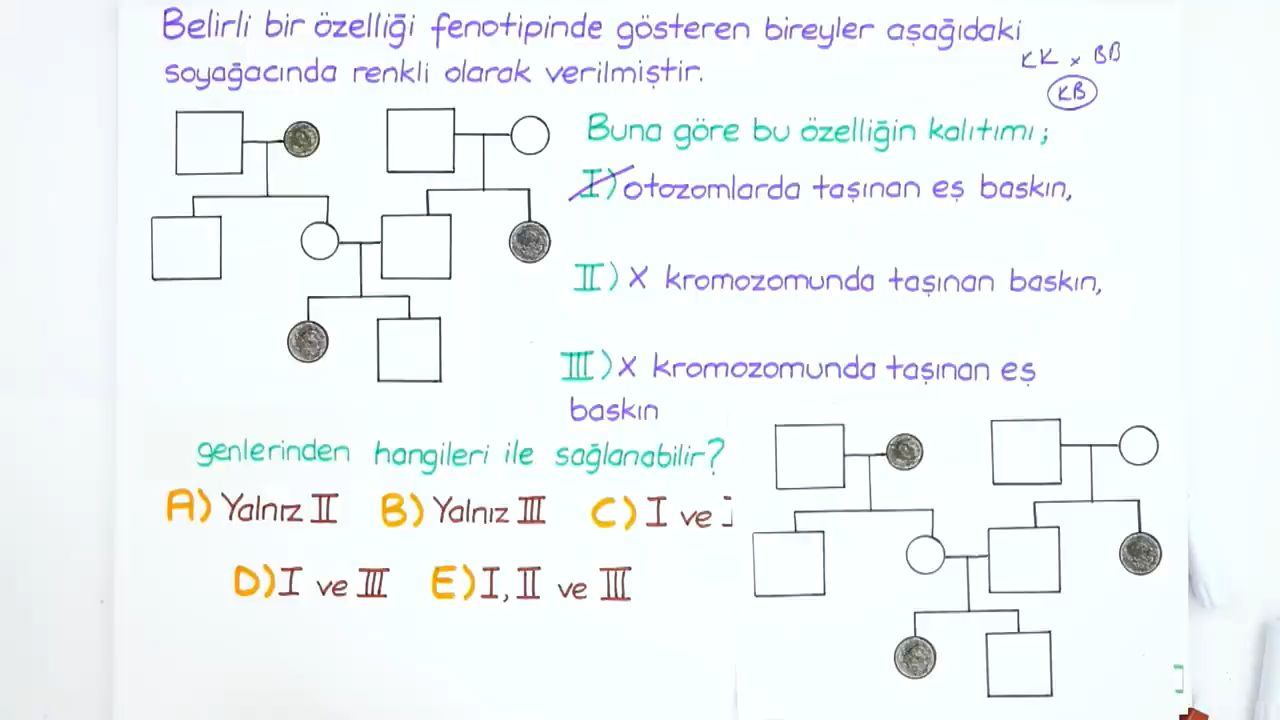 Belirli bir özelliği fenotipinde gösteren bireyler aşağıdaki
soyağacında renkli olarak verilmiştir.
KK x BB
KB
Buna göre bu özelliğin kalıtımı;
I) otozomlarda taşınan eş baskın,
II) X kromozomunda taşınan baskın,
III) X kromozomunda taşınan eş
baskın
genlerinden hangileri ile sağlanabilir?
A) Yalnız II B) Yalnız III C) I ve
D) I ve III E) I, II ve III